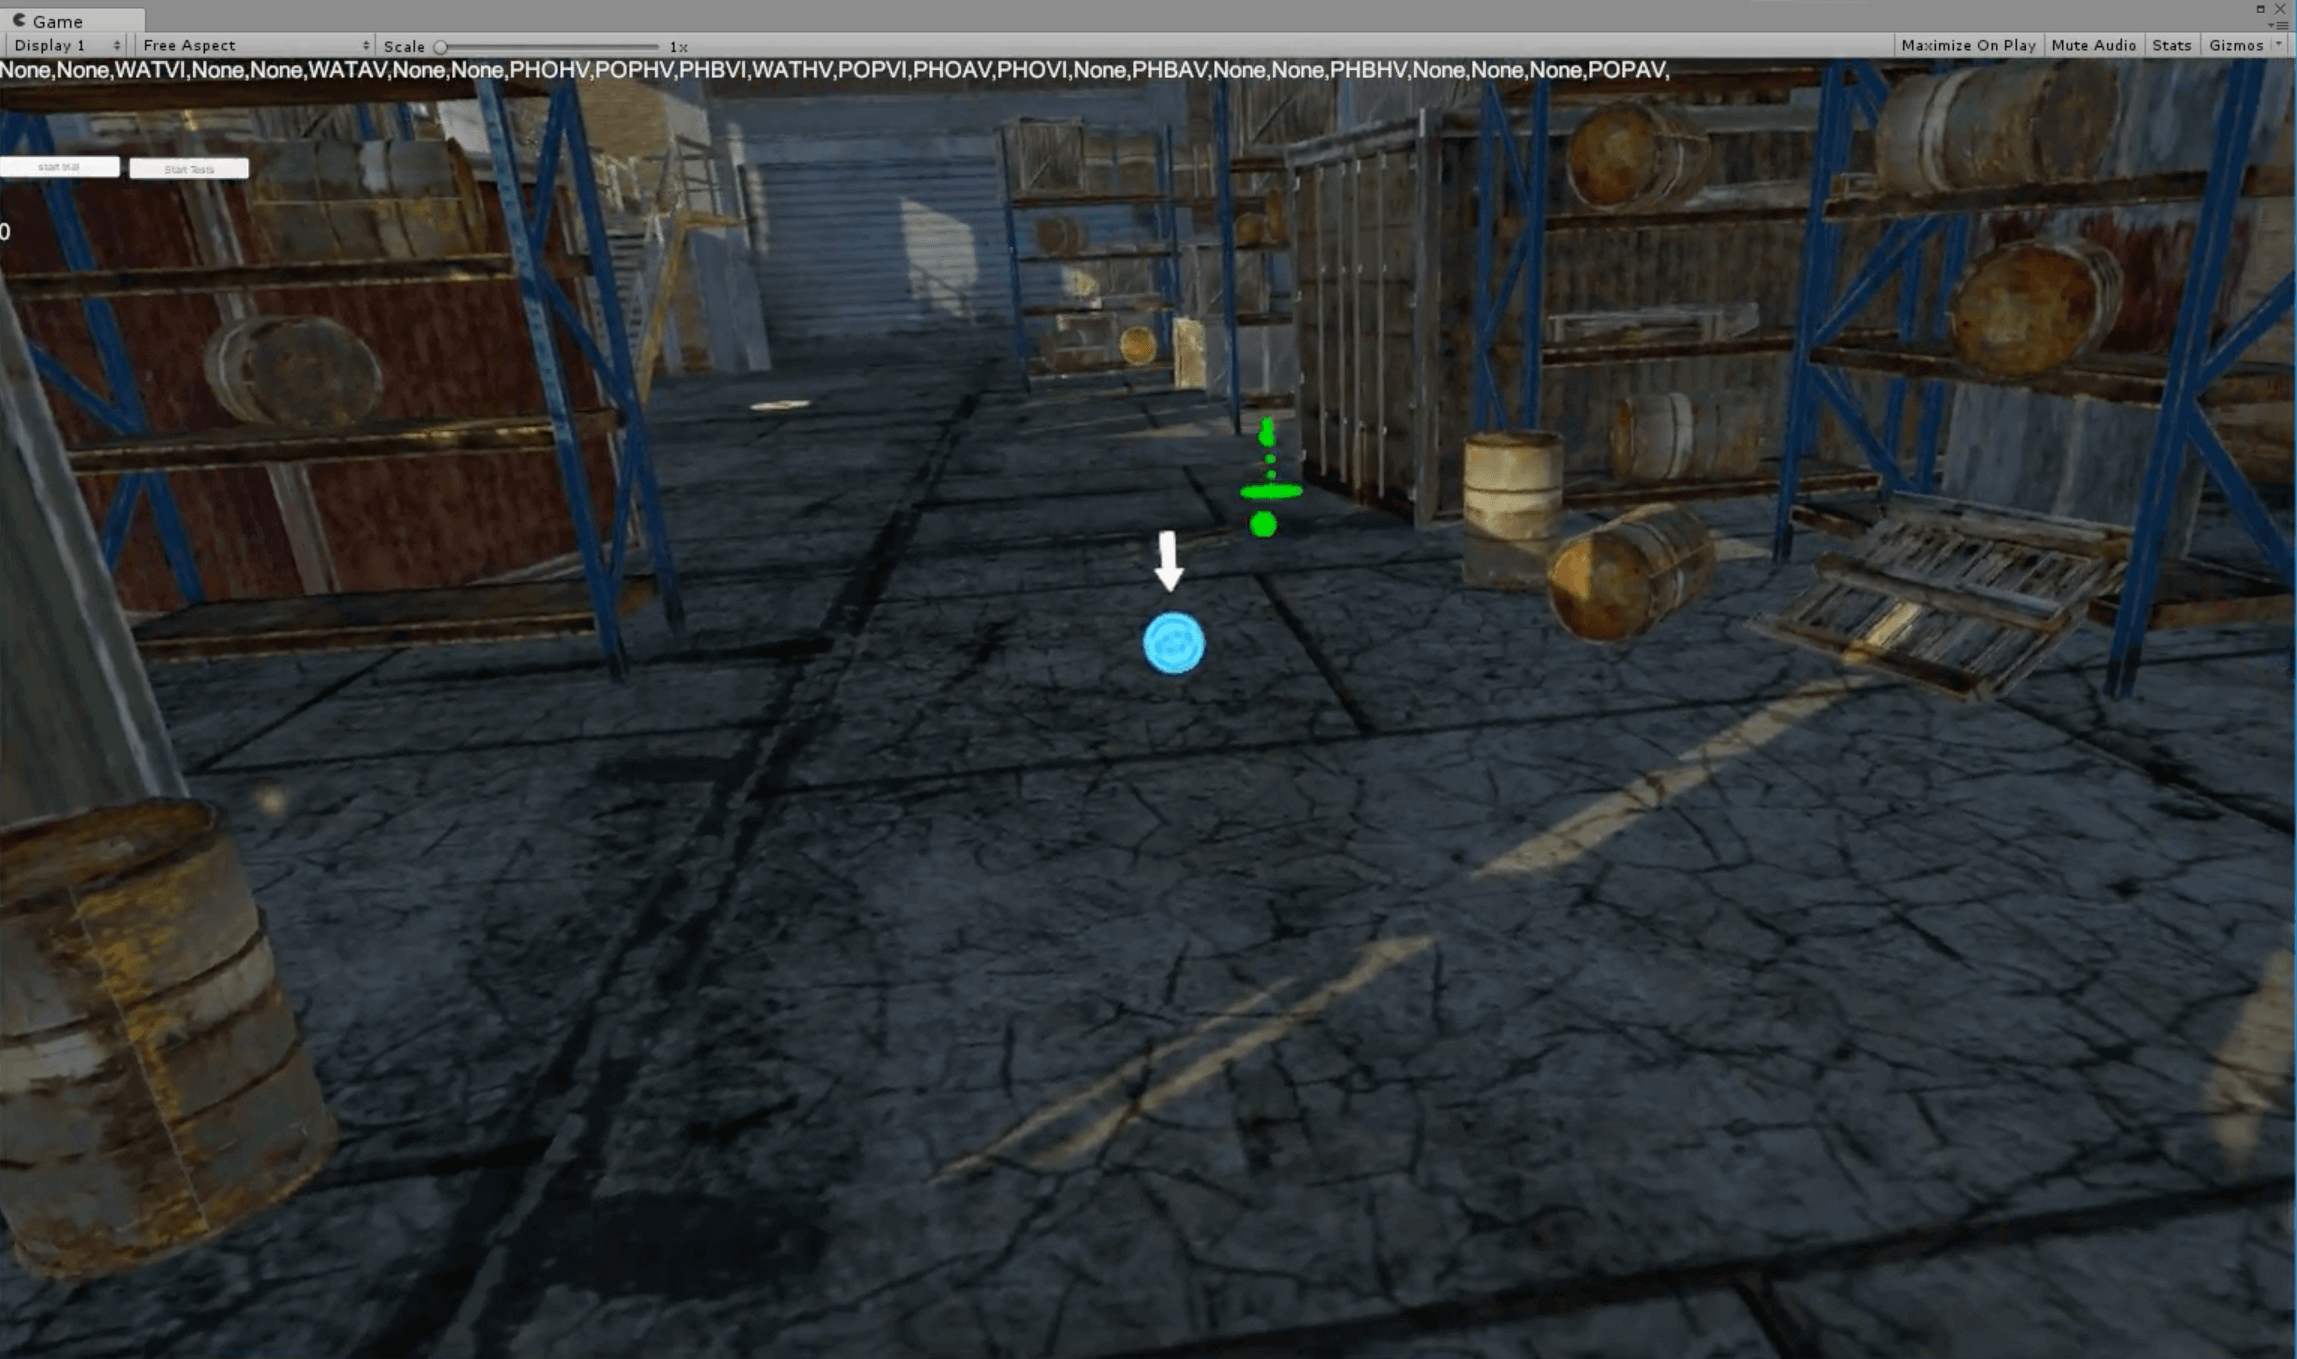 Game
Display 1 Free Aspect Scale 1x Maximize On Play Mute Audio Stats Gizmos
None,None,WATVI,None,None,WATAV,None,None,PHOHV,POPHV,PHBVI,WATHV,POPVI,PHOAV,PHOVI,None,PHBAV,None,None,PHBHV,None,None,None,POPAV,
start trial Start Tests
0